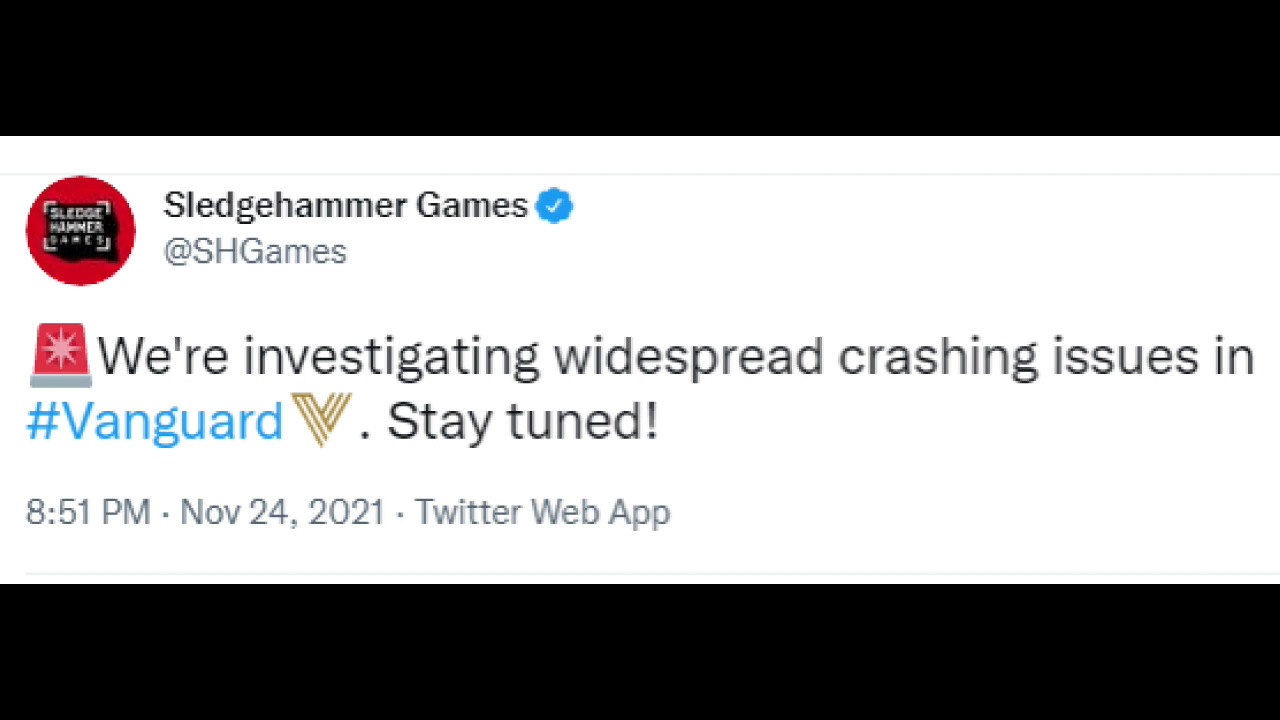 SLEDGE
HAMMER
GAMES
Sledgehammer Games
@SHGames
🚨We're investigating widespread crashing issues in
#Vanguard. Stay tuned!
8:51 PM · Nov 24, 2021 · Twitter Web App